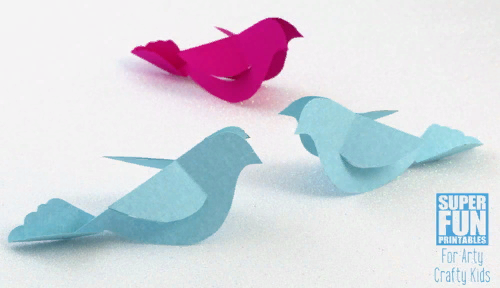 SUPER
FUN
PRINTABLES
For Arty
Crafty Kids